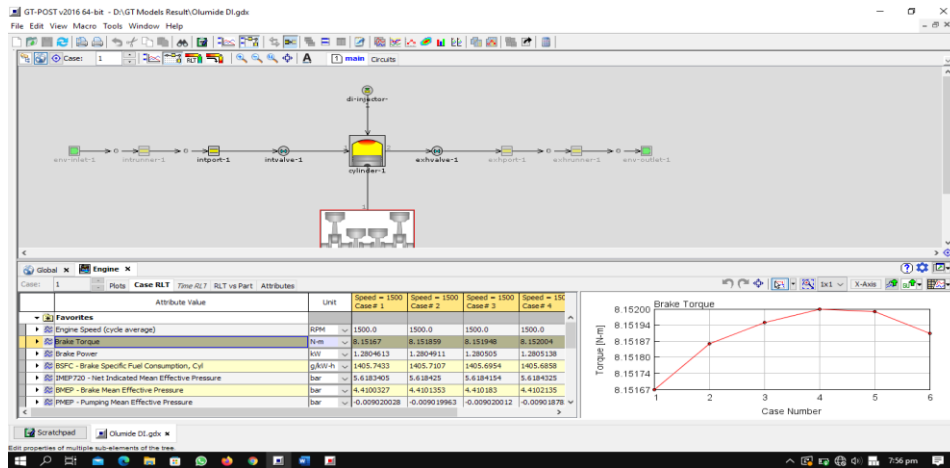 GT-POST v2016 64-bit - D:\GT Models Result\Olumide DI.gdx
File Edit View Macro Tools Window Help
Case: 1 RLT A 1 main Circuits
di-injector-
1
env-inlet-1 intrunner-1 intport-1 intvalve-1 cylinder-1 exhvalve-1 exhport-1 exhrunner-1 env-outlet-1
Global Engine
Case: 1 Plots Case RLT Time RLT RLT vs Part Attributes 1x1 X-Axis
Attribute Value Unit Speed = 1500 Case# 1 Speed = 1500 Case# 2 Speed = 1500 Case# 3 Speed = 150 Case# 4
Favorites
Engine Speed (cycle average) RPM 1500.0 1500.0 1500.0 1500.0
Brake Torque N-m 8.15167 8.151859 8.151948 8.152004
Brake Power kW 1.2804613 1.2804911 1.280505 1.2805138
BSFC - Brake Specific Fuel Consumption, Cyl g/kW-h 1405.7433 1405.7107 1405.6954 1405.6858
IMEP720 - Net Indicated Mean Effective Pressure bar 5.6183405 5.618425 5.6184154 5.6184325
BMEP - Brake Mean Effective Pressure bar 4.4100327 4.4101353 4.410183 4.4102135
PMEP - Pumping Mean Effective Pressure bar -0.009020028 -0.009019963 -0.009020012 -0.00901878
Brake Torque
Torque [N-m]
8.15200
8.15194
8.15187
8.15180
8.15174
8.15167
1 2 3 4 5 6
Case Number
Scratchpad Olumide DI.gdx
Edit properties of multiple sub-elements of the tree.
7:56 pm